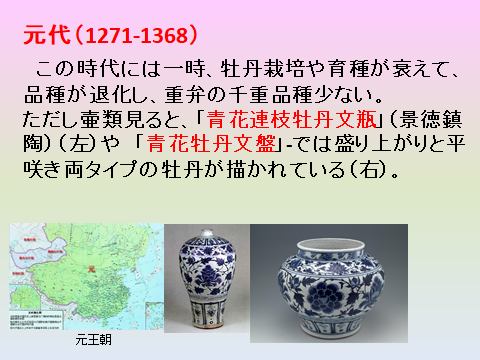 元代（1271-1368）
この時代には一時、牡丹栽培や育種が衰えて、
品種が退化し、重弁の千重品種少ない。
ただし壷類見ると、「青花連枝牡丹文瓶」（景徳鎮
陶）（左）や　「青花牡丹文盤」-では盛り上がりと平
咲き両タイプの牡丹が描かれている（右）。
元
元王朝